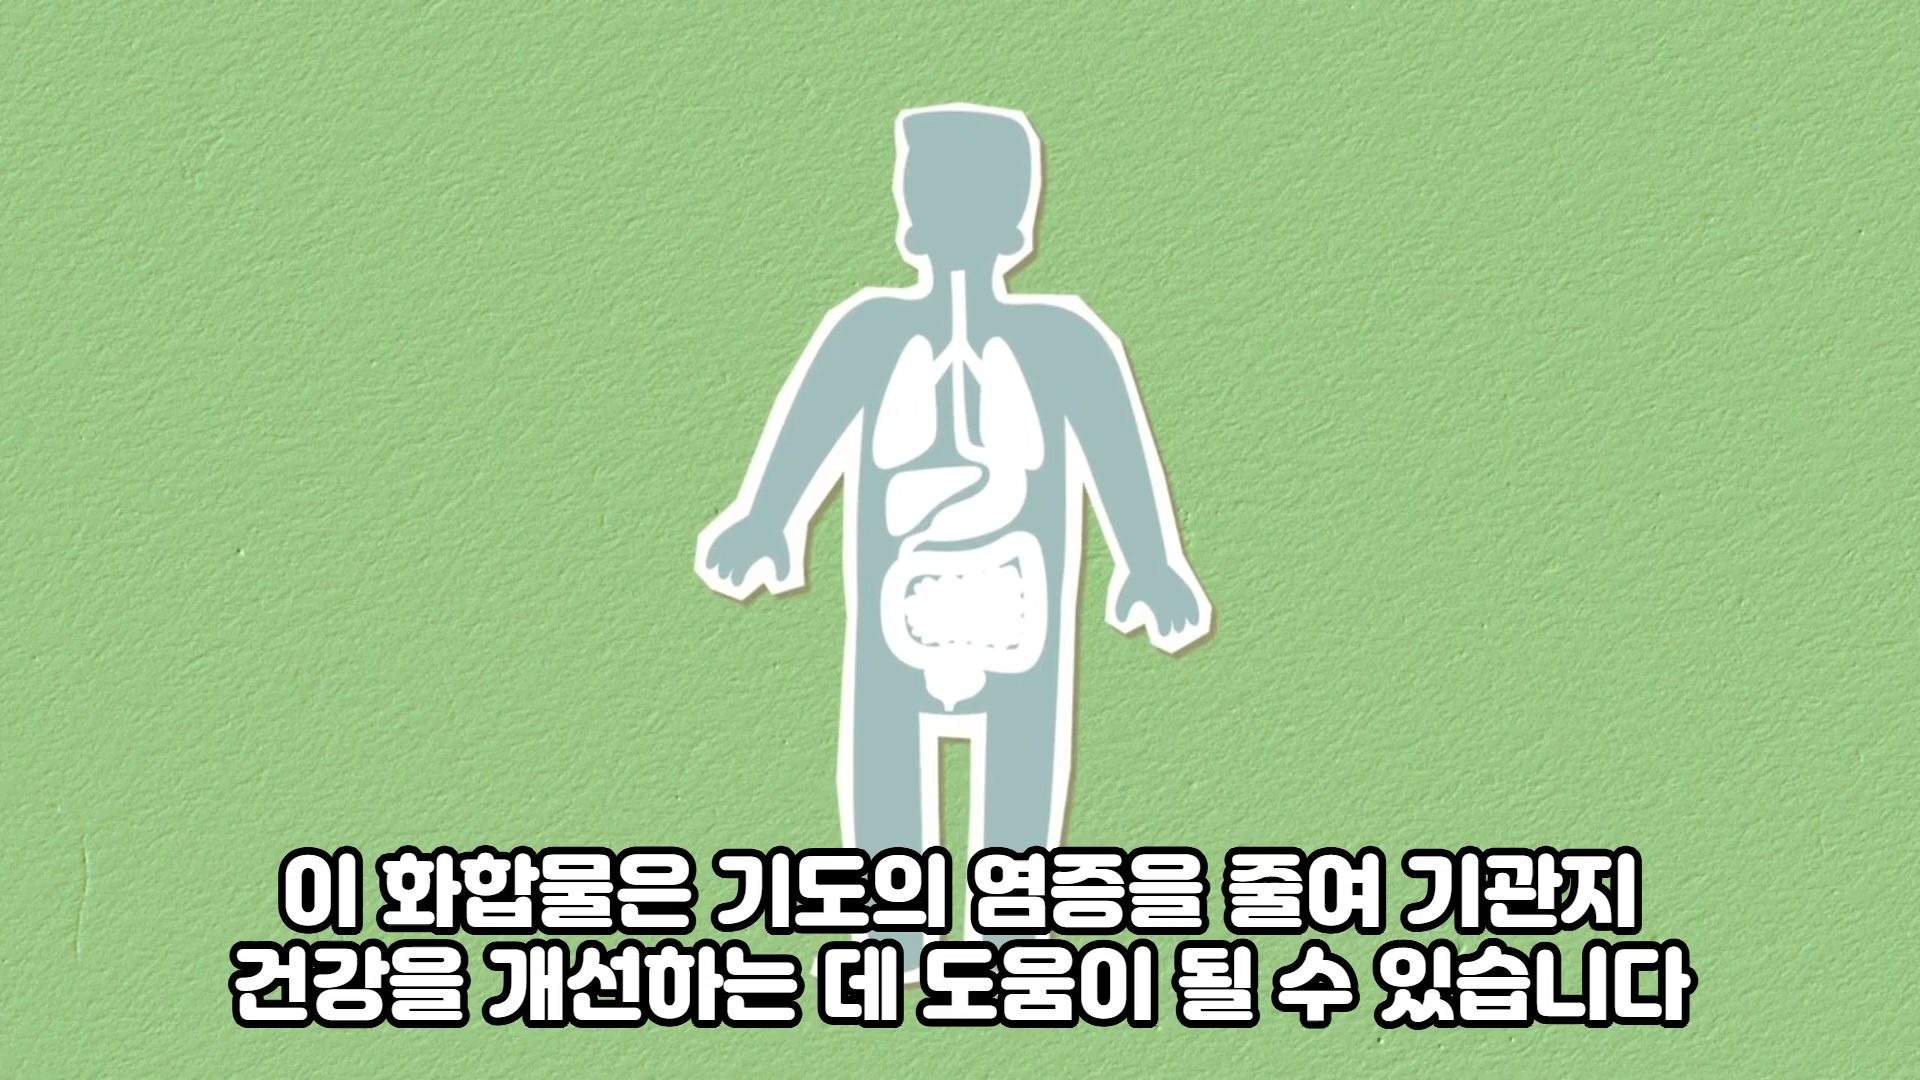 이 화합물은 기도의 염증을 줄여 기관지
건강을 개선하는 데 도움이 될 수 있습니다